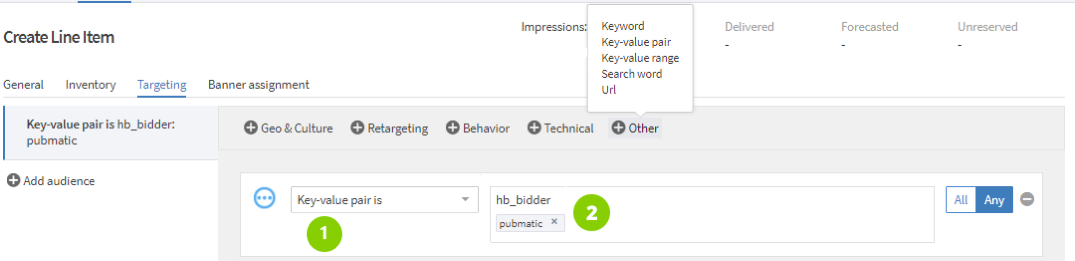 Create Line Item
Impressions:
Keyword
Key-value pair
Key-value range
Search word
Url
Delivered
-
Forecasted
-
Unreserved
-
General Inventory Targeting Banner assignment
Key-value pair is hb_bidder:
pubmatic
Add audience
Geo & Culture Retargeting Behavior Technical Other
Key-value pair is
1
hb_bidder
pubmatic ×
2
All Any